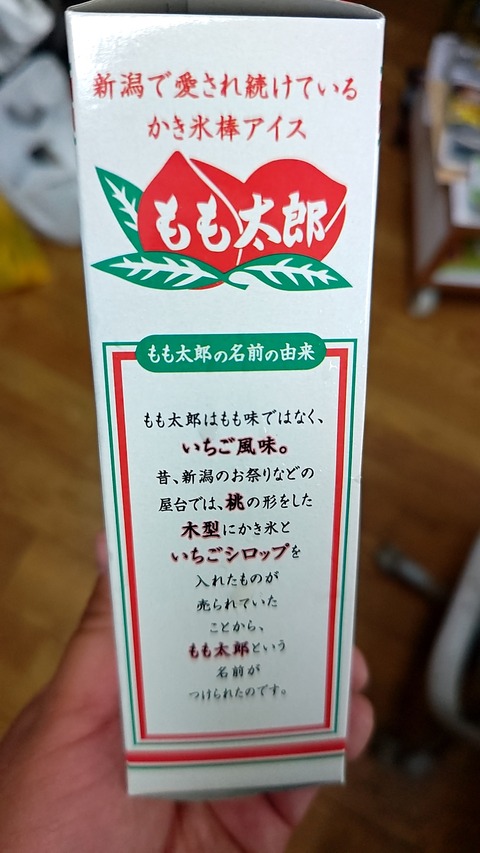 新潟で愛され続けている
かき氷棒アイス
もも太郎
もも太郎の名前の由来
もも太郎はもも味ではなく、
いちご風味。
昔、新潟のお祭りなどの
屋台では、桃の形をした
木型にかき氷と
いちごシロップを
入れたものが
売られていた
ことから、
もも太郎という
名前が
つけられたのです。